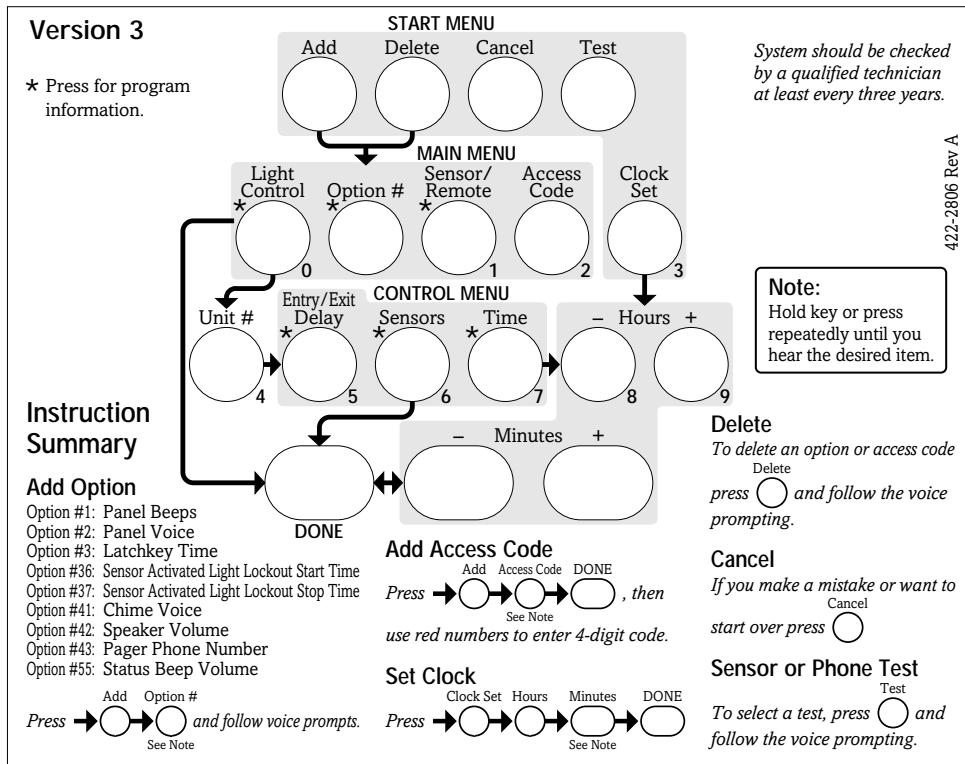 Version 3
* Press for program
information.
START MENU
Add Delete Cancel Test
System should be checked
by a qualified technician
at least every three years.
422-2806 Rev A
MAIN MENU
Light
Control
*
0
Option #
*
Sensor/
Remote
*
1
Access
Code
2
Clock
Set
3
Note:
Hold key or press
repeatedly until you
hear the desired item.
CONTROL MENU
Unit #
4
Entry/Exit
Delay
*
5
Sensors
*
6
Time
*
7
– Hours +
8 9
– Minutes +
DONE
Instruction
Summary
Add Option
Option #1: Panel Beeps
Option #2: Panel Voice
Option #3: Latchkey Time
Option #36: Sensor Activated Light Lockout Start Time
Option #37: Sensor Activated Light Lockout Stop Time
Option #41: Chime Voice
Option #42: Speaker Volume
Option #43: Pager Phone Number
Option #55: Status Beep Volume
Add Option #
Press and follow voice prompts.
See Note
Add Access Code
Add Access Code DONE
Press , then
See Note
use red numbers to enter 4-digit code.
Set Clock
Clock Set Hours Minutes DONE
Press
See Note
Delete
To delete an option or access code
Delete
press and follow the voice
prompting.
Cancel
If you make a mistake or want to
Cancel
start over press
Sensor or Phone Test
Test
To select a test, press and
follow the voice prompting.